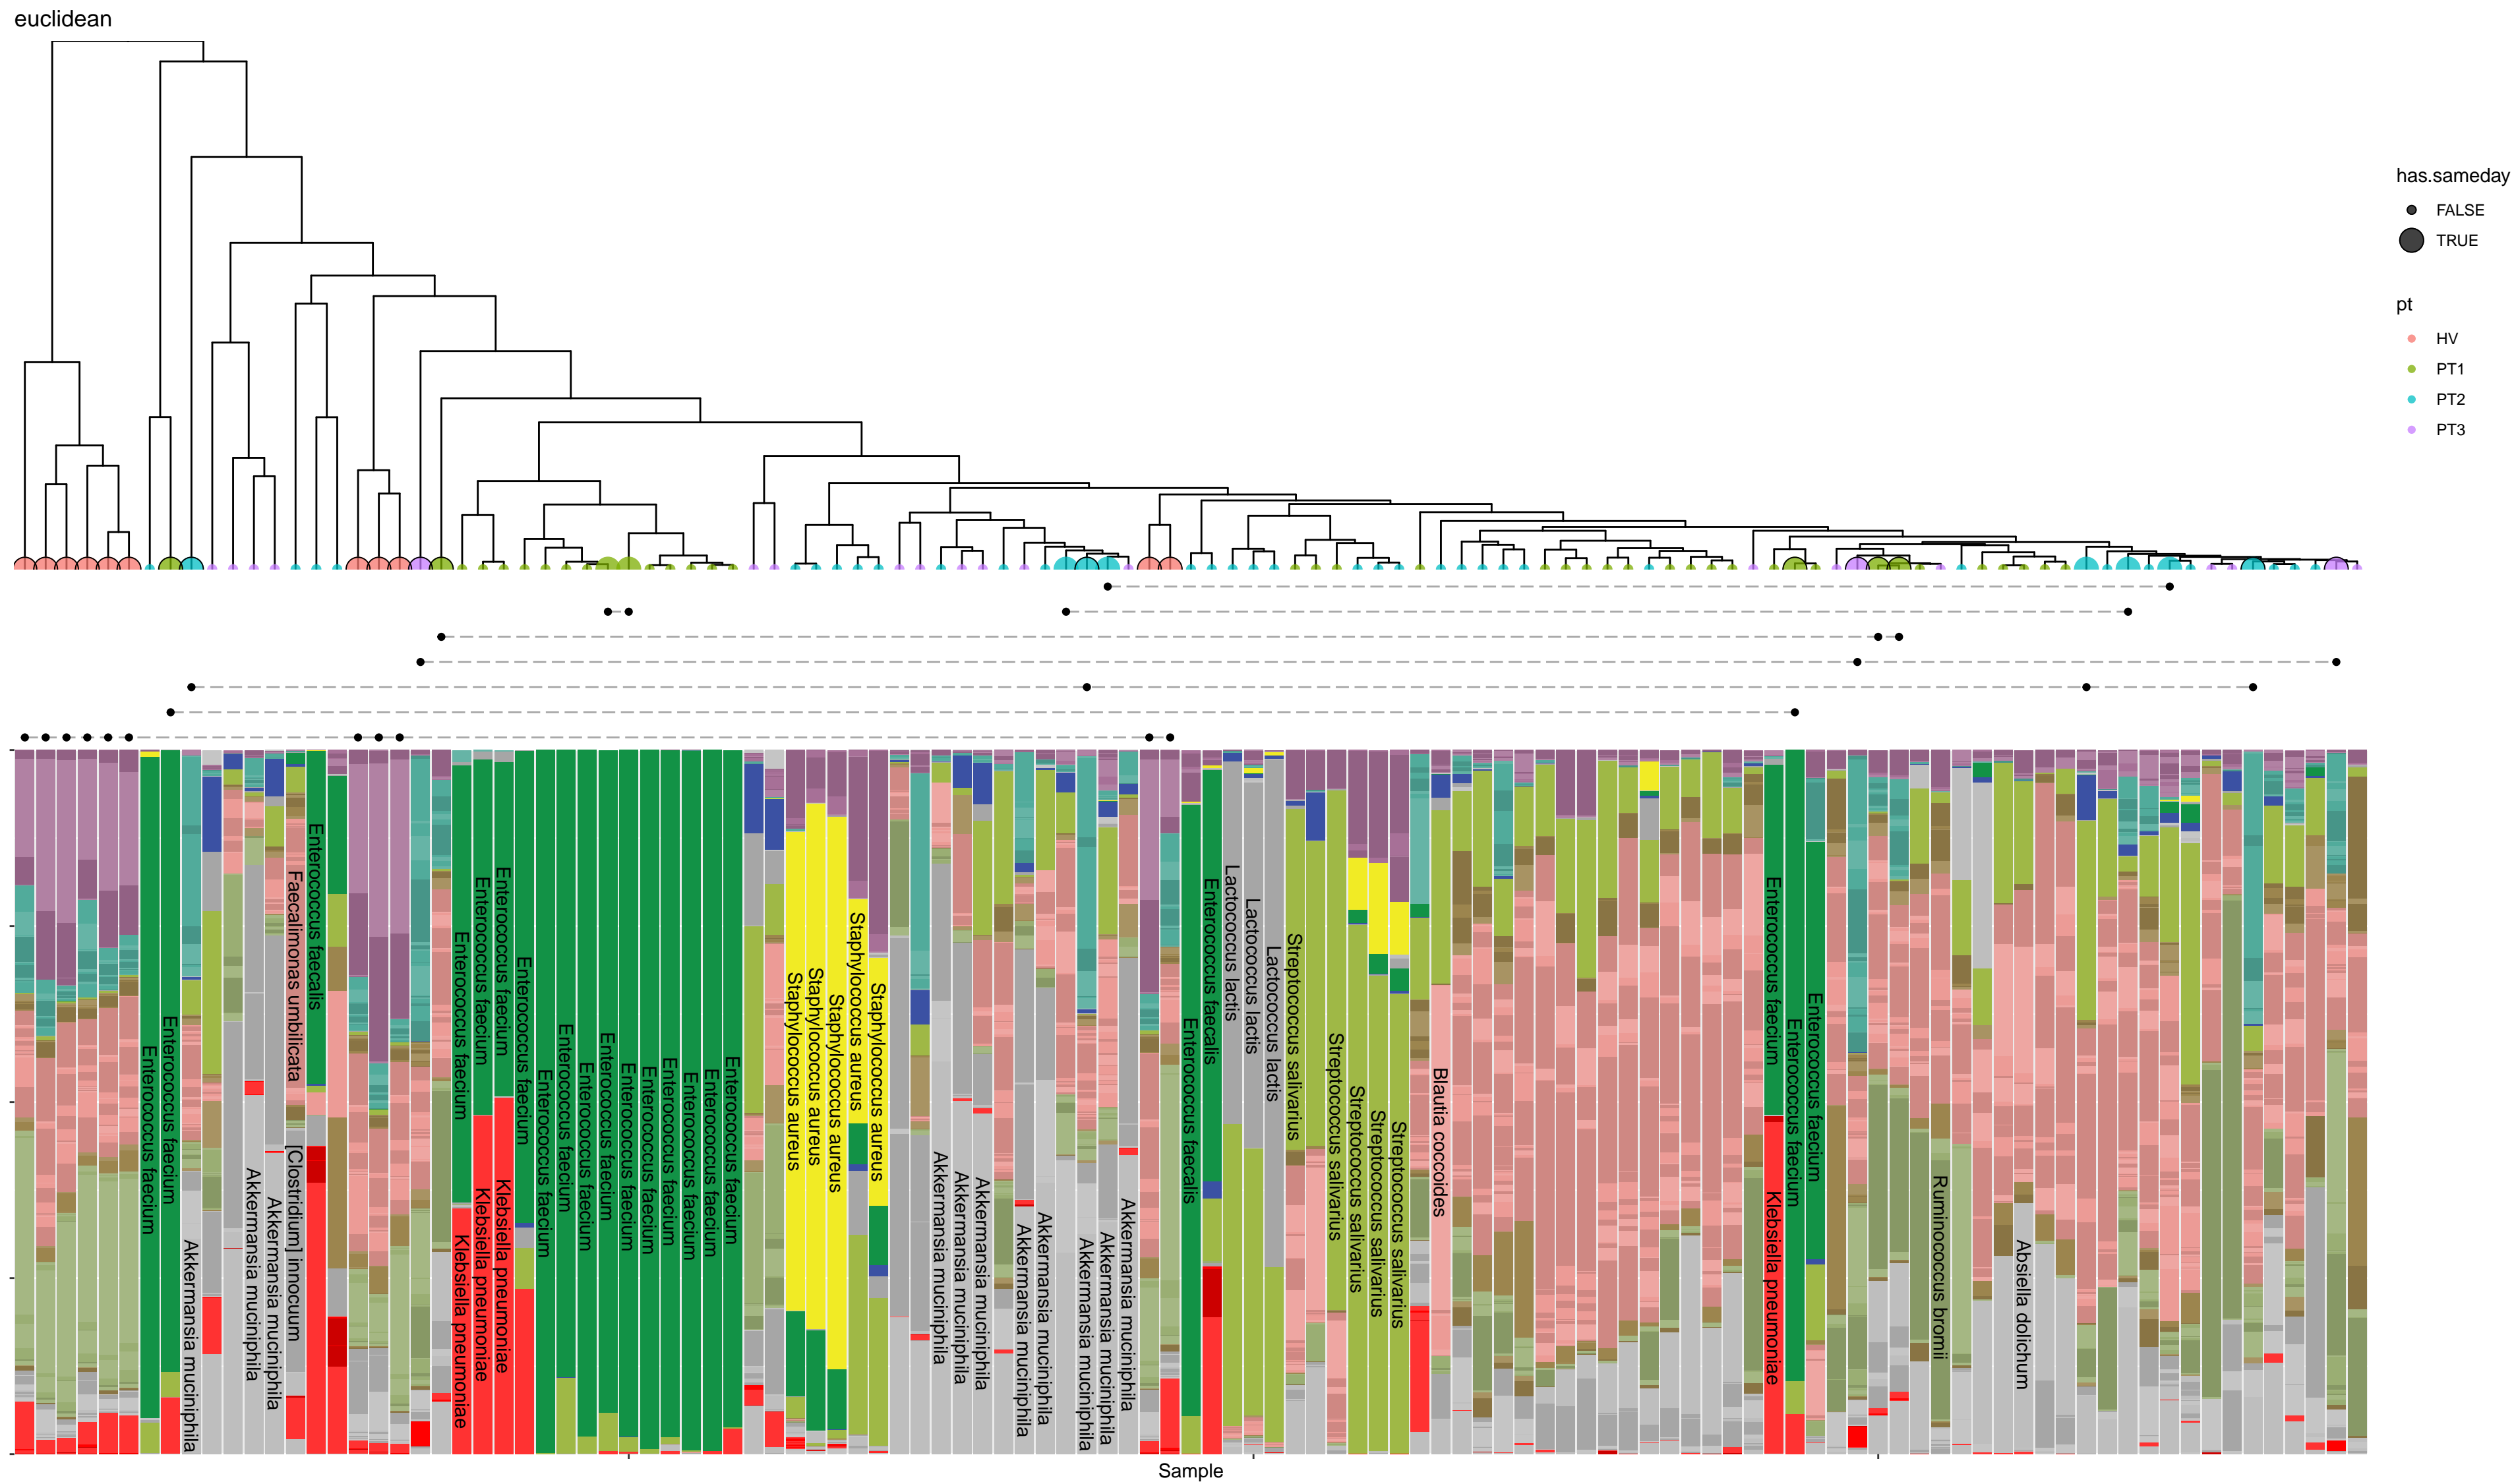 euclidean
has.sameday
FALSE
TRUE
pt
HV
PT1
PT2
PT3
Enterococcus faecium
Enterococcus faecium
Akkermansia muciniphila
Akkermansia muciniphila
Akkermansia muciniphila
Faecalimonas umbilicata
[Clostridium] innocuum
Enterococcus faecalis
Enterococcus faecium
Klebsiella pneumoniae
Enterococcus faecium
Klebsiella pneumoniae
Enterococcus faecium
Klebsiella pneumoniae
Enterococcus faecium
Enterococcus faecium
Enterococcus faecium
Enterococcus faecium
Enterococcus faecium
Enterococcus faecium
Enterococcus faecium
Enterococcus faecium
Enterococcus faecium
Enterococcus faecium
Enterococcus faecium
Staphylococcus aureus
Staphylococcus aureus
Staphylococcus aureus
Staphylococcus aureus
Staphylococcus aureus
Akkermansia muciniphila
Akkermansia muciniphila
Akkermansia muciniphila
Akkermansia muciniphila
Akkermansia muciniphila
Akkermansia muciniphila
Akkermansia muciniphila
Akkermansia muciniphila
Enterococcus faecalis
Enterococcus faecalis
Lactococcus lactis
Lactococcus lactis
Lactococcus lactis
Streptococcus salivarius
Streptococcus salivarius
Streptococcus salivarius
Streptococcus salivarius
Streptococcus salivarius
Blautia coccoides
Enterococcus faecium
Klebsiella pneumoniae
Enterococcus faecium
Enterococcus faecium
Ruminococcus bromii
Absiella dolichum
Sample